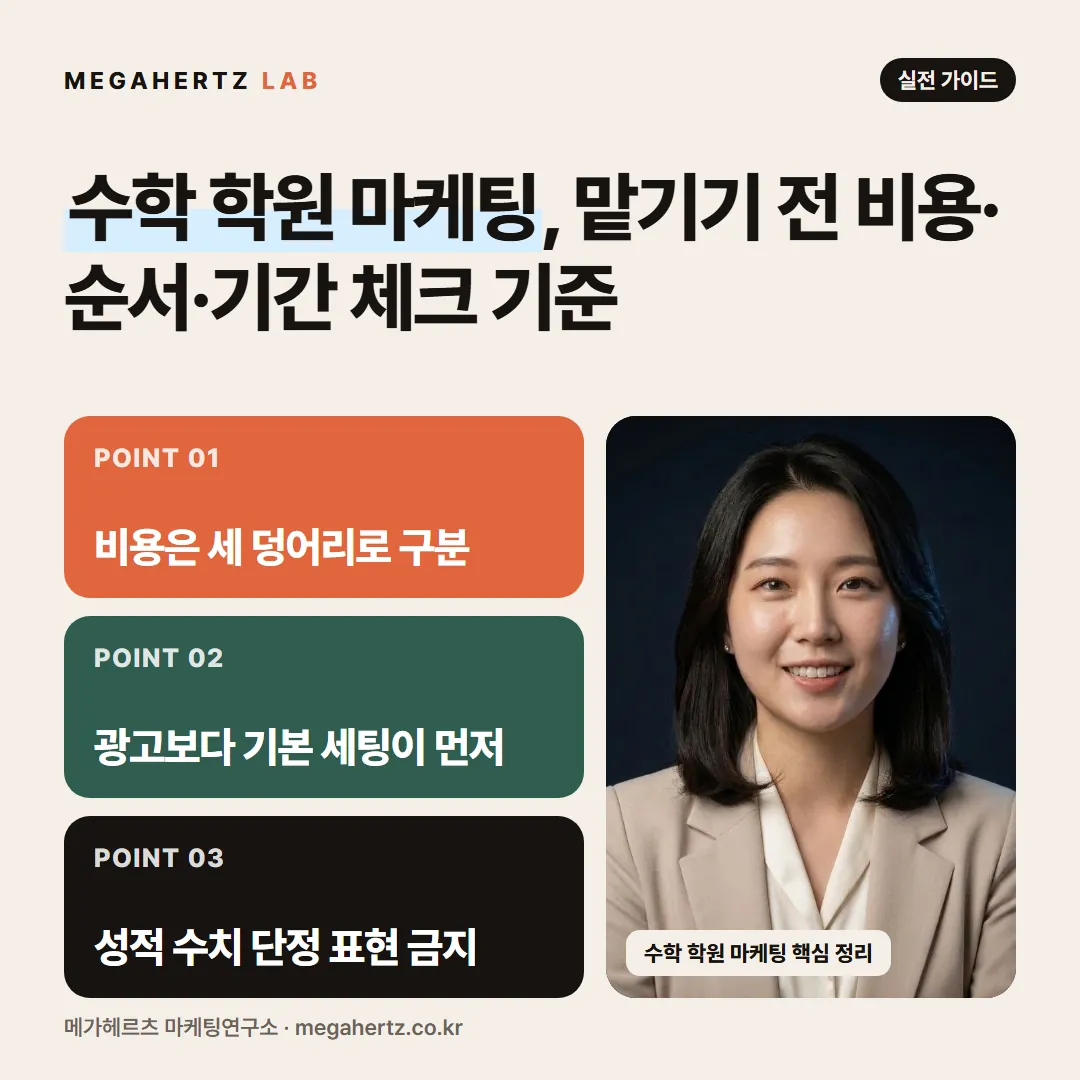 MEGAHERTZ LAB
실전 가이드
수학 학원 마케팅, 맡기기 전 비용·
순서·기간 체크 기준
POINT 01
비용은 세 덩어리로 구분
POINT 02
광고보다 기본 세팅이 먼저
POINT 03
성적 수치 단정 표현 금지
수학 학원 마케팅 핵심 정리
메가헤르츠 마케팅연구소 · megahertz.co.kr